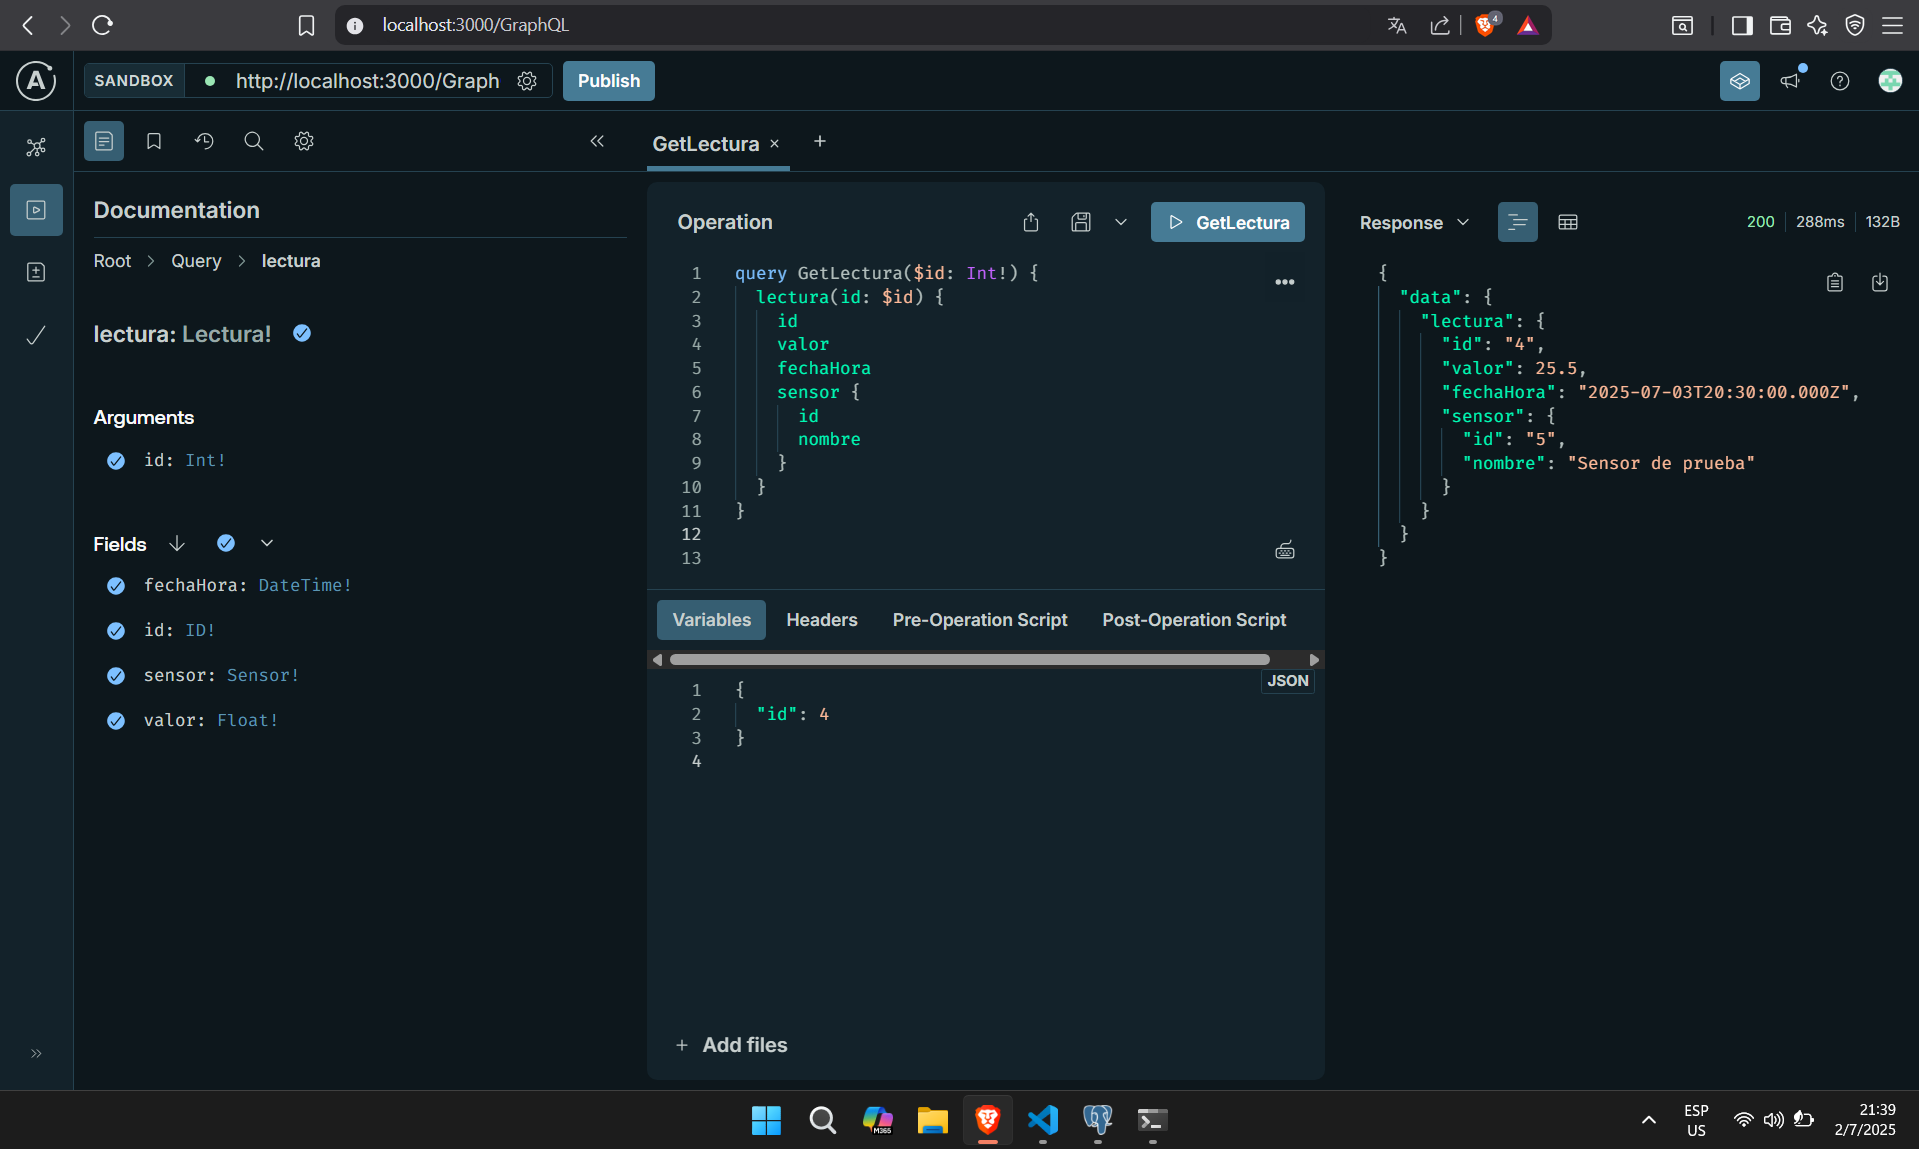 localhost:3000/GraphQL
4
SANDBOX
http://localhost:3000/Graph
Publish
GetLectura
Documentation
Root > Query > lectura
lectura: Lectura!
Arguments
id: Int!
Fields
fechaHora: DateTime!
id: ID!
sensor: Sensor!
valor: Float!
Operation
GetLectura
1 query GetLectura($id: Int!) {
2 lectura(id: $id) {
3 id
4 valor
5 fechaHora
6 sensor {
7 id
8 nombre
9 }
10 }
11 }
12
13
Variables
Headers
Pre-Operation Script
Post-Operation Script
JSON
1 {
2 "id": 4
3 }
4
+ Add files
Response
200
288ms
132B
{
"data": {
"lectura": {
"id": "4",
"valor": 25.5,
"fechaHora": "2025-07-03T20:30:00.000Z",
"sensor": {
"id": "5",
"nombre": "Sensor de prueba"
}
}
}
}
M365
ESP
US
21:39
2/7/2025